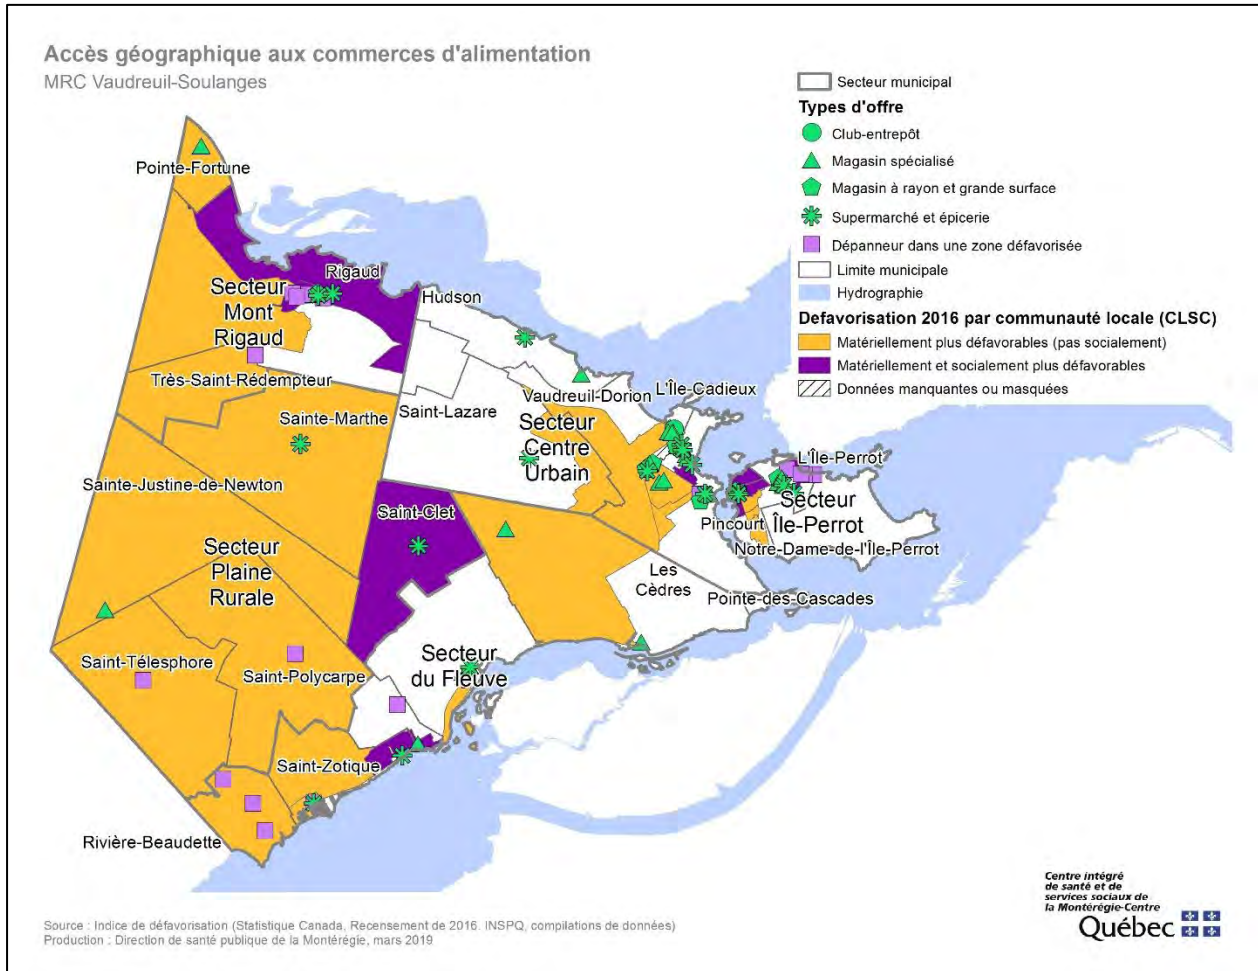 Accès géographique aux commerces d'alimentation
MRC Vaudreuil-Soulanges
Secteur municipal
Types d'offre
Club-entrepôt
Magasin spécialisé
Magasin à rayon et grande surface
Supermarché et épicerie
Dépanneur dans une zone défavorisée
Limite municipale
Hydrographie
Defavorisation 2016 par communauté locale (CLSC)
Matériellement plus défavorables (pas socialement)
Matériellement et socialement plus défavorables
Données manquantes ou masquées
Pointe-Fortune
Rigaud
Secteur
Mont
Rigaud
Hudson
Très-Saint-Rédempteur
Saint-Lazare
Vaudreuil-Dorion
L'Île-Cadieux
Sainte-Marthe
Secteur
Centre
Urbain
L'Île-Perrot
Sainte-Justine-de-Newton
Saint-Clet
Secteur
Île-Perrot
Pincourt
Notre-Dame-de-l'Île-Perrot
Secteur
Plaine
Rurale
Les
Cèdres
Pointe-des-Cascades
Saint-Télesphore
Saint-Polycarpe
Secteur
du Fleuve
Saint-Zotique
Rivière-Beaudette
Centre intégré
de santé et de
services sociaux de
la Montérégie-Centre
Québec
Source : Indice de défavorisation (Statistique Canada, Recensement de 2016. INSPQ, compilations de données)
Production : Direction de santé publique de la Montérégie, mars 2019